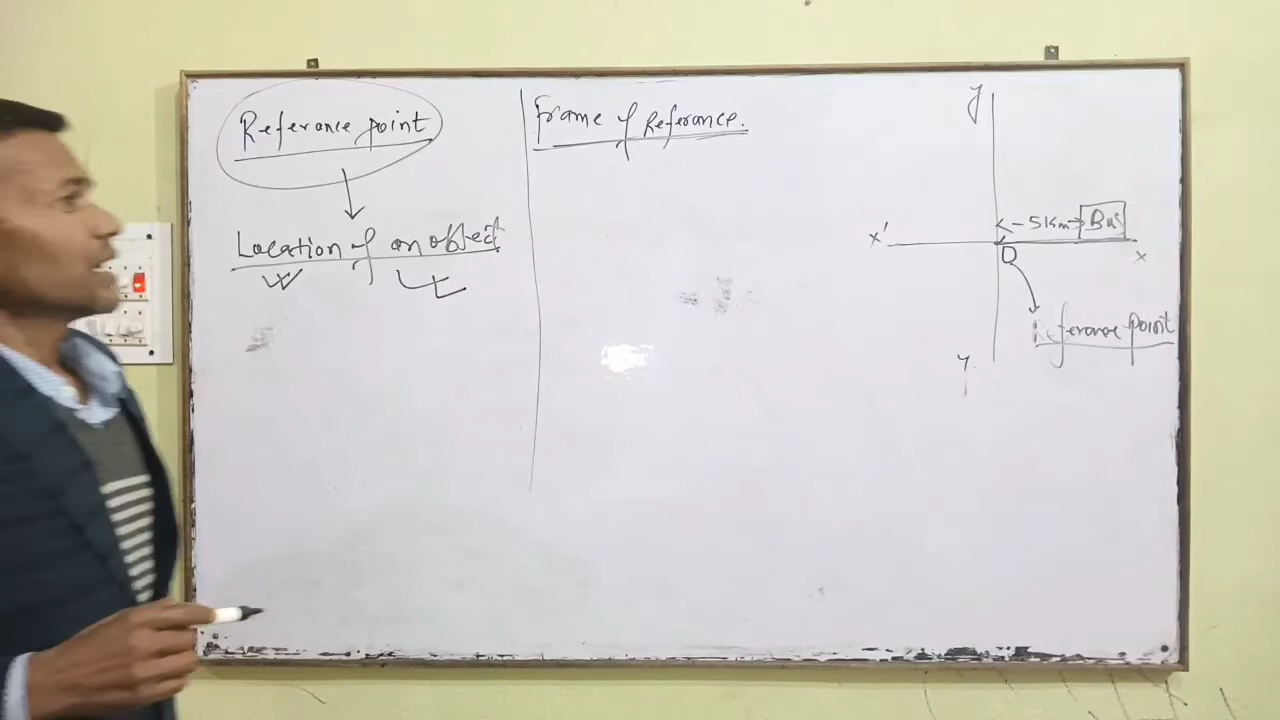 Referance point
Location of an object
Frame of Referance.
y
x'
<-5Km→ Bus
O
x
Referance point
y